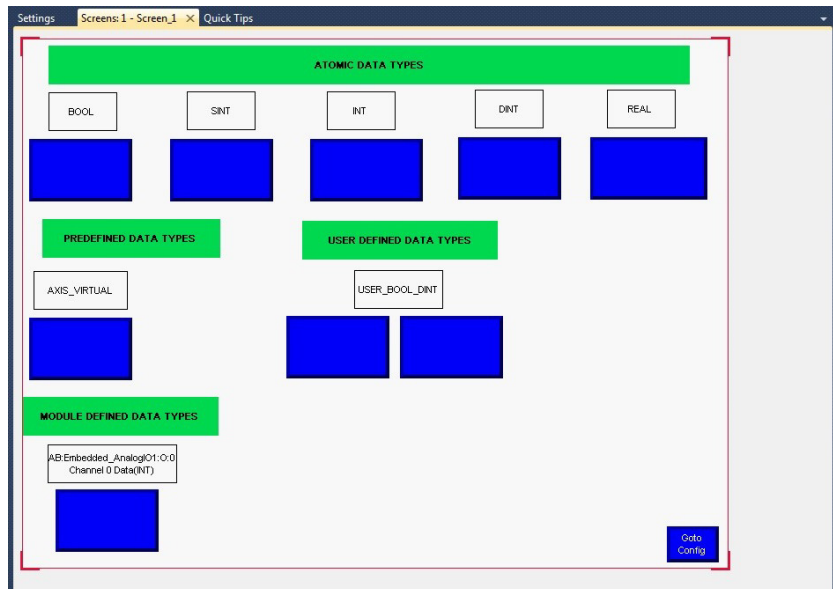 Settings
Screens: 1 - Screen_1
Quick Tips
ATOMIC DATA TYPES
BOOL
SINT
INT
DINT
REAL
PREDEFINED DATA TYPES
USER DEFINED DATA TYPES
AXIS_VIRTUAL
USER_BOOL_DINT
MODULE DEFINED DATA TYPES
AB:Embedded_AnalogIO1:O:0
Channel 0 Data(INT)
Goto
Config